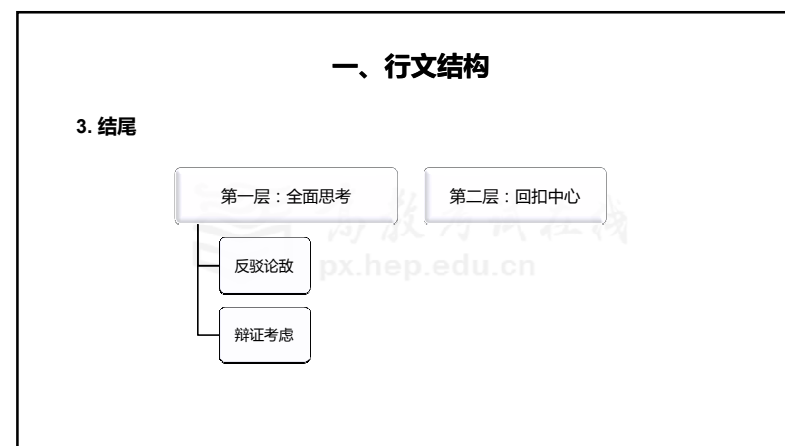 一、行文结构
3. 结尾
第一层：全面思考
第二层：回扣中心
反驳论敌
辩证考虑
px.hep.edu.cn